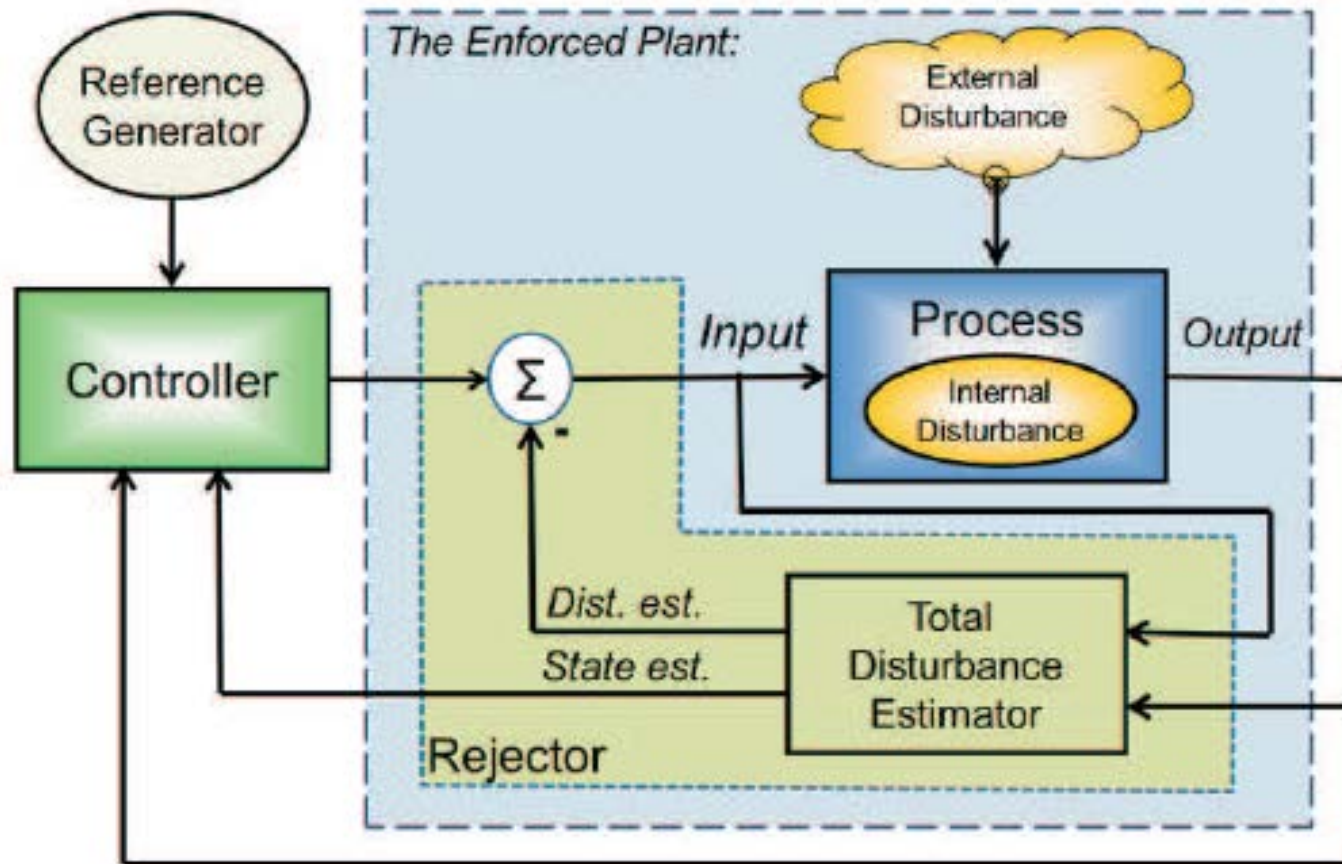 The Enforced Plant:
Reference
Generator
External
Disturbance
Controller
Σ
-
Input
Process
Internal
Disturbance
Output
Dist. est.
State est.
Total
Disturbance
Estimator
Rejector